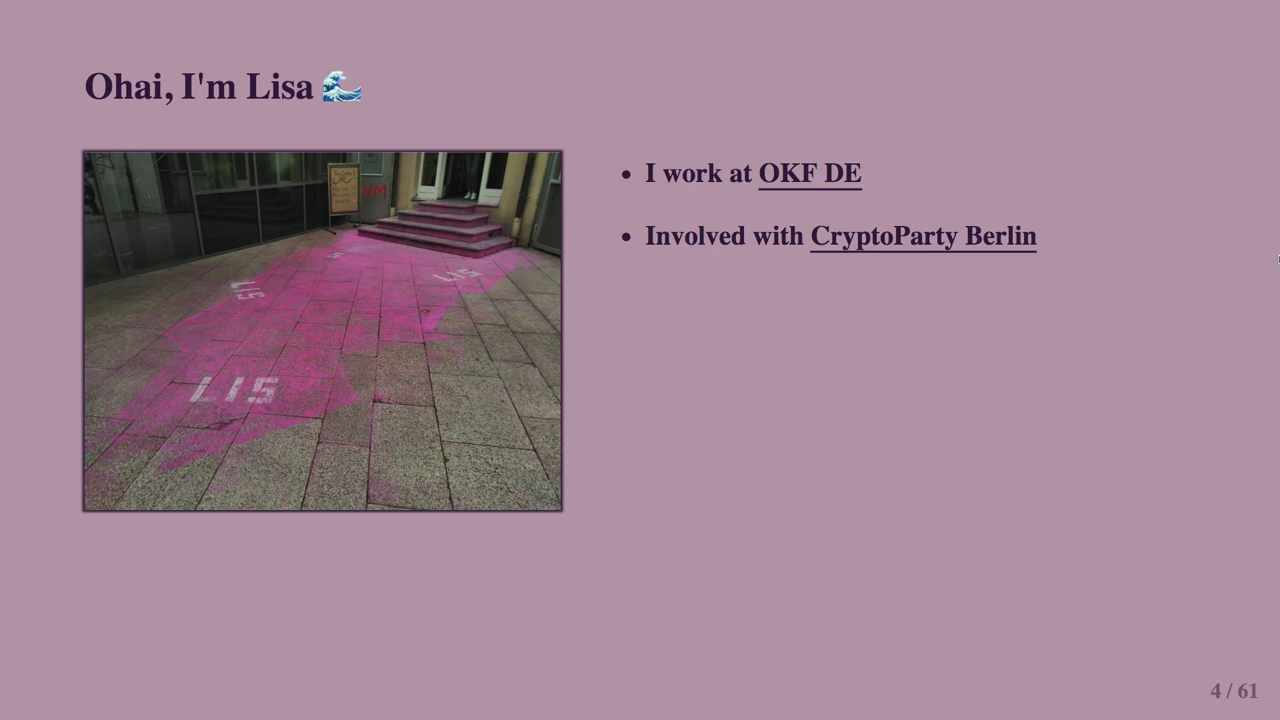 Ohai, I'm Lisa 🌊
I work at OKF DE
Involved with CryptoParty Berlin
LIS
LIS
LIS
4 / 61